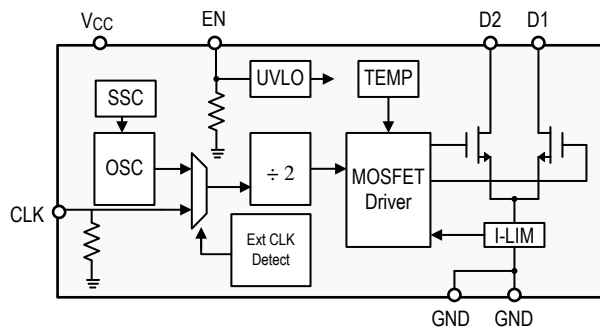 VCC
EN
D2
D1
SSC
UVLO
TEMP
OSC
÷ 2
MOSFET
Driver
CLK
Ext CLK
Detect
I-LIM
GND
GND